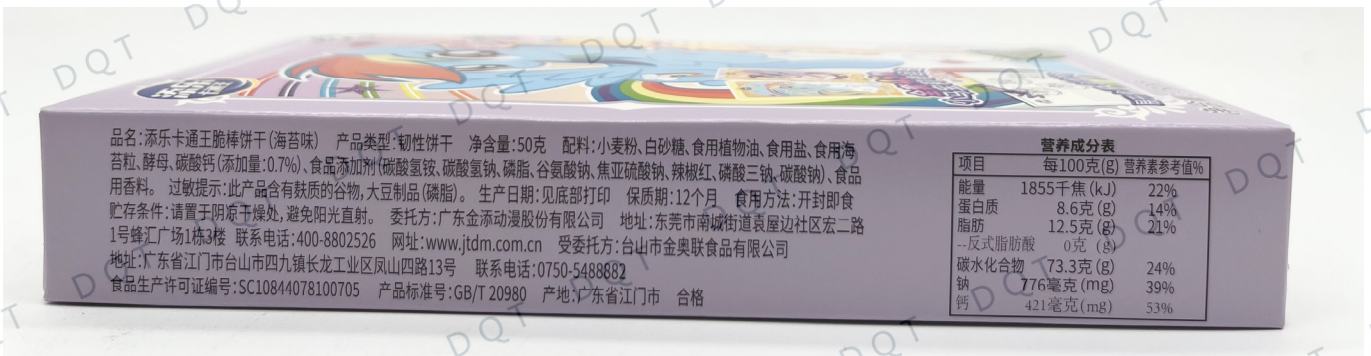 品名:添乐卡通王脆棒饼干(海苔味) 产品类型:韧性饼干 净含量:50克 配料:小麦粉、白砂糖、食用植物油、食用盐、食用海
苔粒、酵母、碳酸钙(添加量:0.7%)、食品添加剂(碳酸氢铵、碳酸氢钠、磷脂、谷氨酸钠、焦亚硫酸钠、辣椒红、磷酸三钠、碳酸钠)、食品
用香料。 过敏提示:此产品含有麸质的谷物,大豆制品(磷脂)。 生产日期:见底部打印 保质期:12个月 食用方法:开封即食
贮存条件:请置于阴凉干燥处,避免阳光直射。 委托方:广东金添动漫股份有限公司 地址:东莞市南城街道袁屋边社区宏二路
1号蜂汇广场1栋3楼 联系电话:400-8802526 网址:www.jtdm.com.cn 受委托方:台山市金奥联食品有限公司
地址:广东省江门市台山市四九镇长龙工业区凤山四路13号 联系电话:0750-5488882
食品生产许可证编号:SC10844078100705 产品标准号:GB/T 20980 产地:广东省江门市 合格
营养成分表
项目 每100克(g) 营养素参考值%
能量 1855千焦(kJ) 22%
蛋白质 8.6克(g) 14%
脂肪 12.5克(g) 21%
--反式脂肪酸 0克 (g)
碳水化合物 73.3克(g) 24%
钠 776毫克(mg) 39%
钙 421毫克(mg) 53%
DQT
DQT
DQT
DQT
DQT
DQT
DQT
DQT
DQT
DQT
DQT
DQT
DQT
DQT